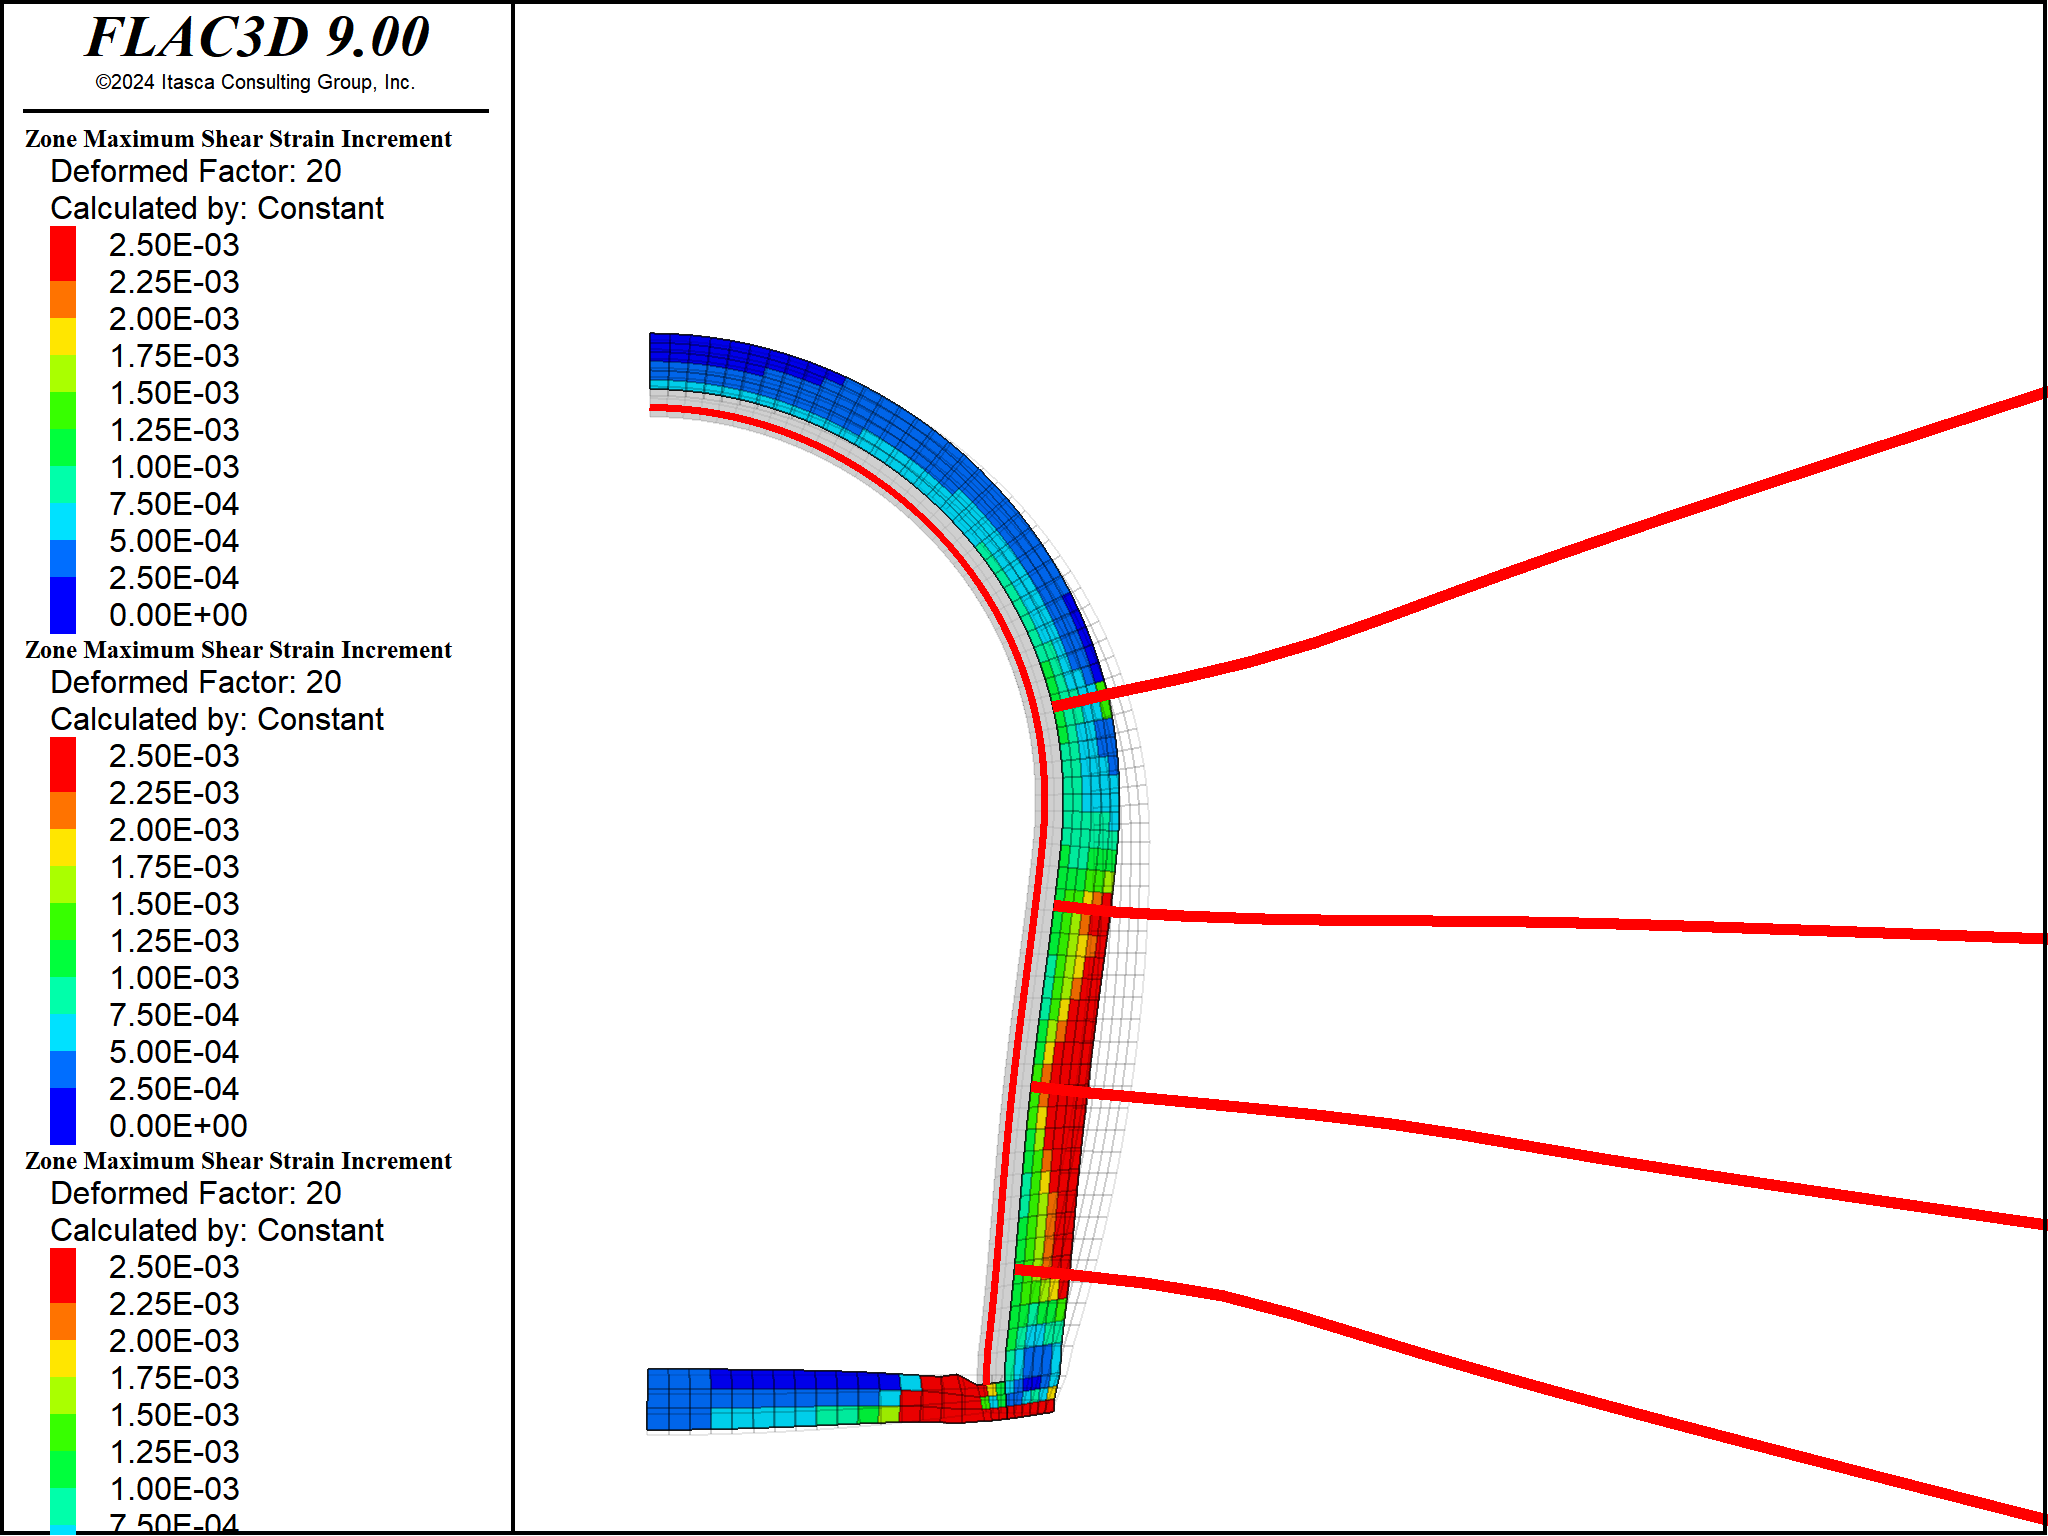 FLAC3D 9.00
©2024 Itasca Consulting Group, Inc.
Zone Maximum Shear Strain Increment
Deformed Factor: 20
Calculated by: Constant
2.50E-03
2.25E-03
2.00E-03
1.75E-03
1.50E-03
1.25E-03
1.00E-03
7.50E-04
5.00E-04
2.50E-04
0.00E+00
Zone Maximum Shear Strain Increment
Deformed Factor: 20
Calculated by: Constant
2.50E-03
2.25E-03
2.00E-03
1.75E-03
1.50E-03
1.25E-03
1.00E-03
7.50E-04
5.00E-04
2.50E-04
0.00E+00
Zone Maximum Shear Strain Increment
Deformed Factor: 20
Calculated by: Constant
2.50E-03
2.25E-03
2.00E-03
1.75E-03
1.50E-03
1.25E-03
1.00E-03
7.50E-04